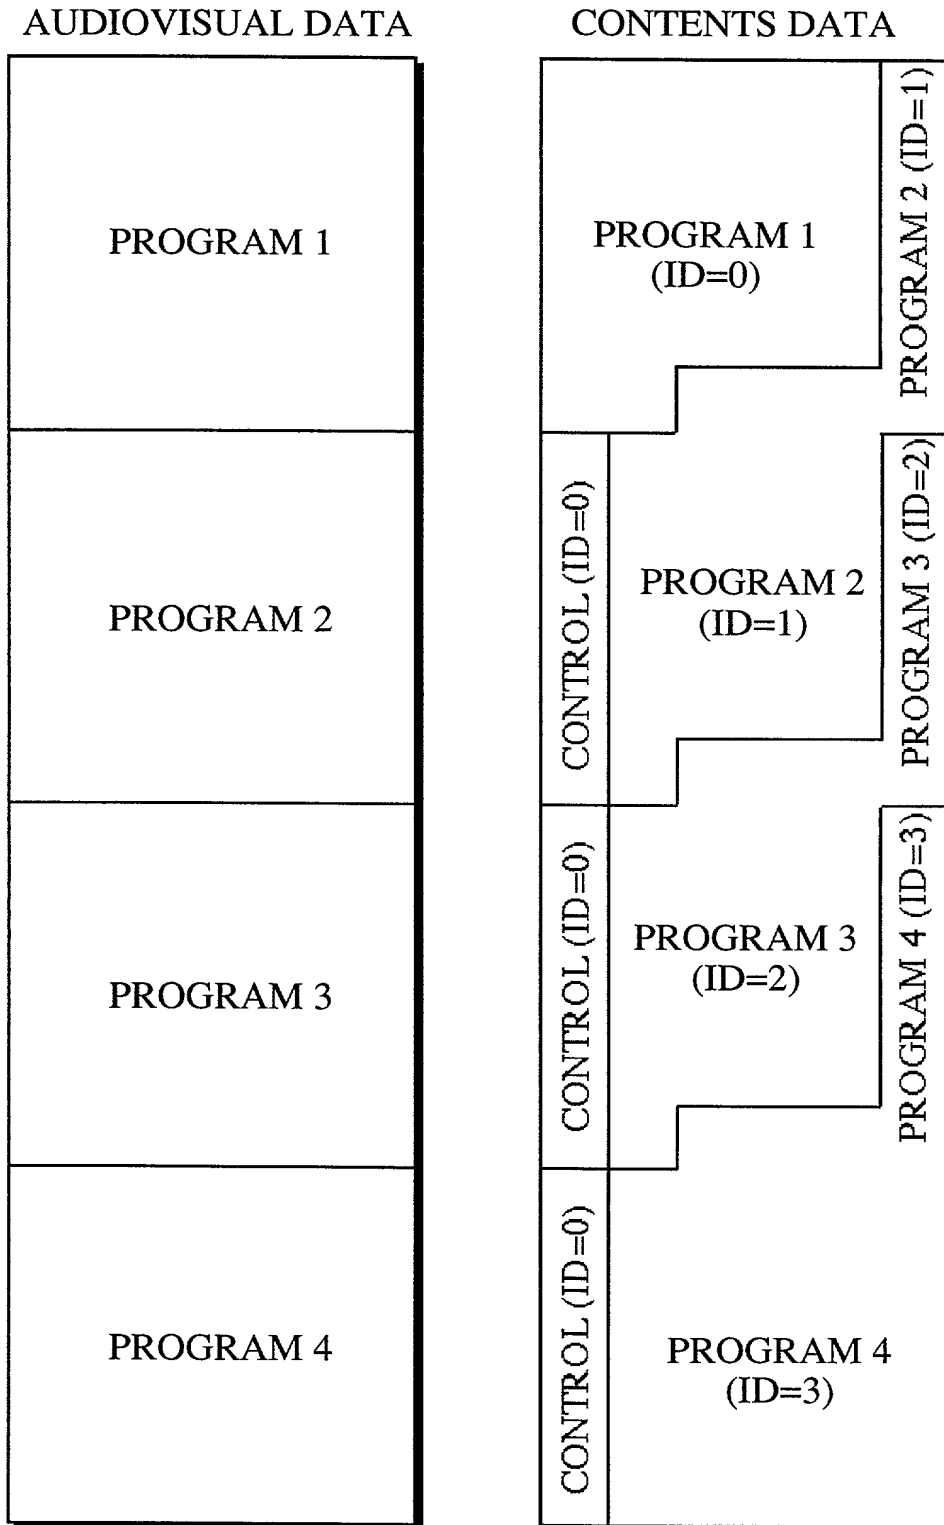 AUDIOVISUAL DATA
PROGRAM 1
PROGRAM 2
PROGRAM 3
PROGRAM 4
CONTENTS DATA
PROGRAM 1
(ID=0)
PROGRAM 2 (ID=1)
CONTROL (ID=0)
PROGRAM 2
(ID=1)
PROGRAM 3 (ID=2)
CONTROL (ID=0)
PROGRAM 3
(ID=2)
PROGRAM 4 (ID=3)
CONTROL (ID=0)
PROGRAM 4
(ID=3)